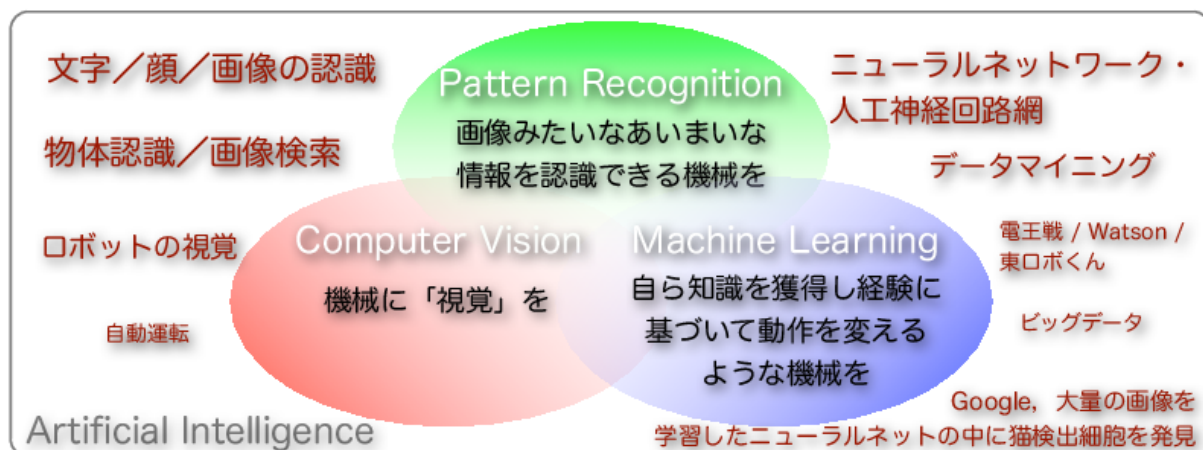 文字／顔／画像の認識
物体認識／画像検索
ロボットの視覚
自動運転
Pattern Recognition
画像みたいなあいまいな
情報を認識できる機械を
Computer Vision
機械に「視覚」を
Machine Learning
自ら知識を獲得し経験に
基づいて動作を変える
ような機械を
ニューラルネットワーク・
人工神経回路網
データマイニング
電王戦 / Watson /
東ロボくん
ビッグデータ
Google，大量の画像を
学習したニューラルネットの中に猫検出細胞を発見
Artificial Intelligence